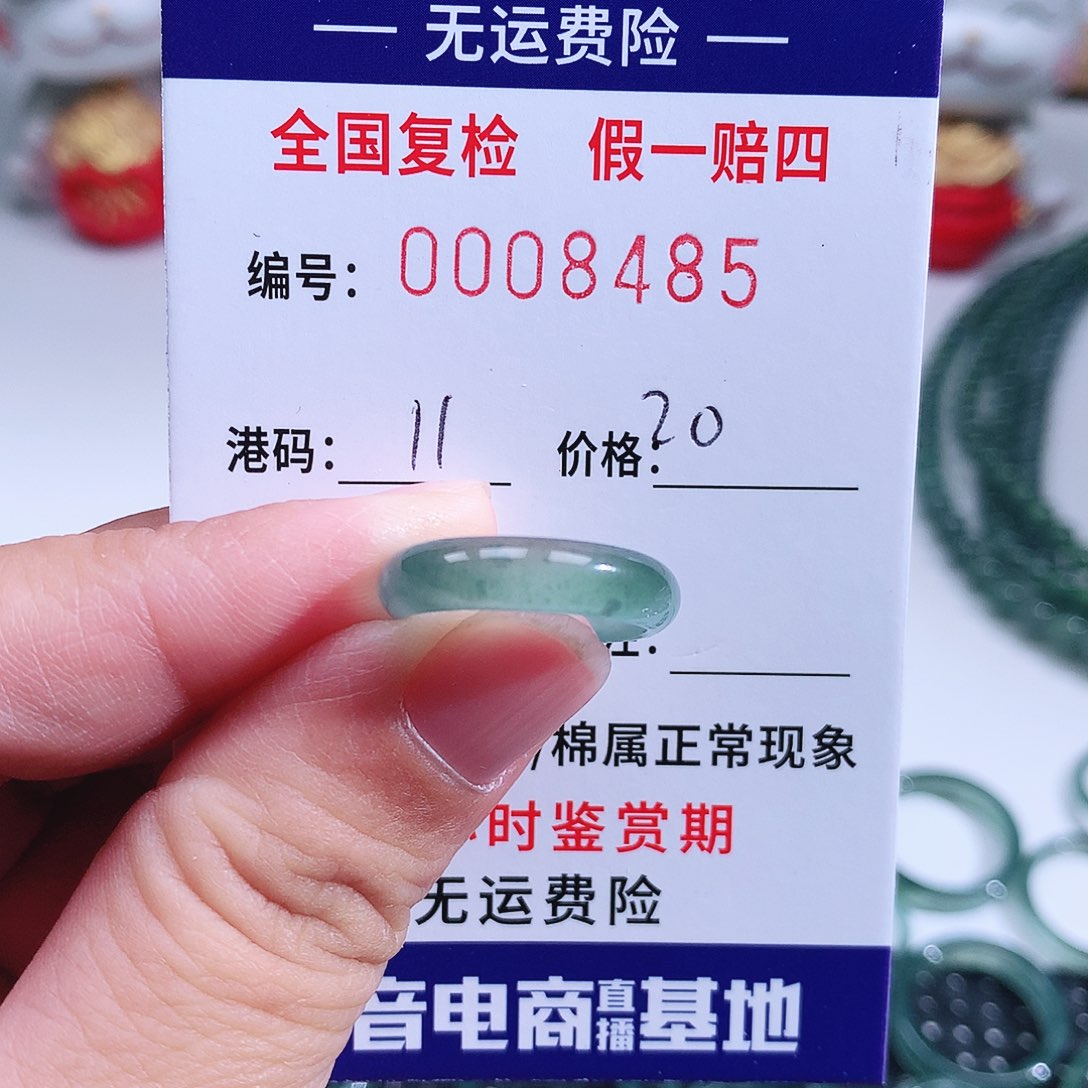 — 无运费险 —
全国复检 假一赔四
编号：0008485
港码：11 价格：20
注：
/棉属正常现象
时鉴赏期
无运费险
音电商直播基地